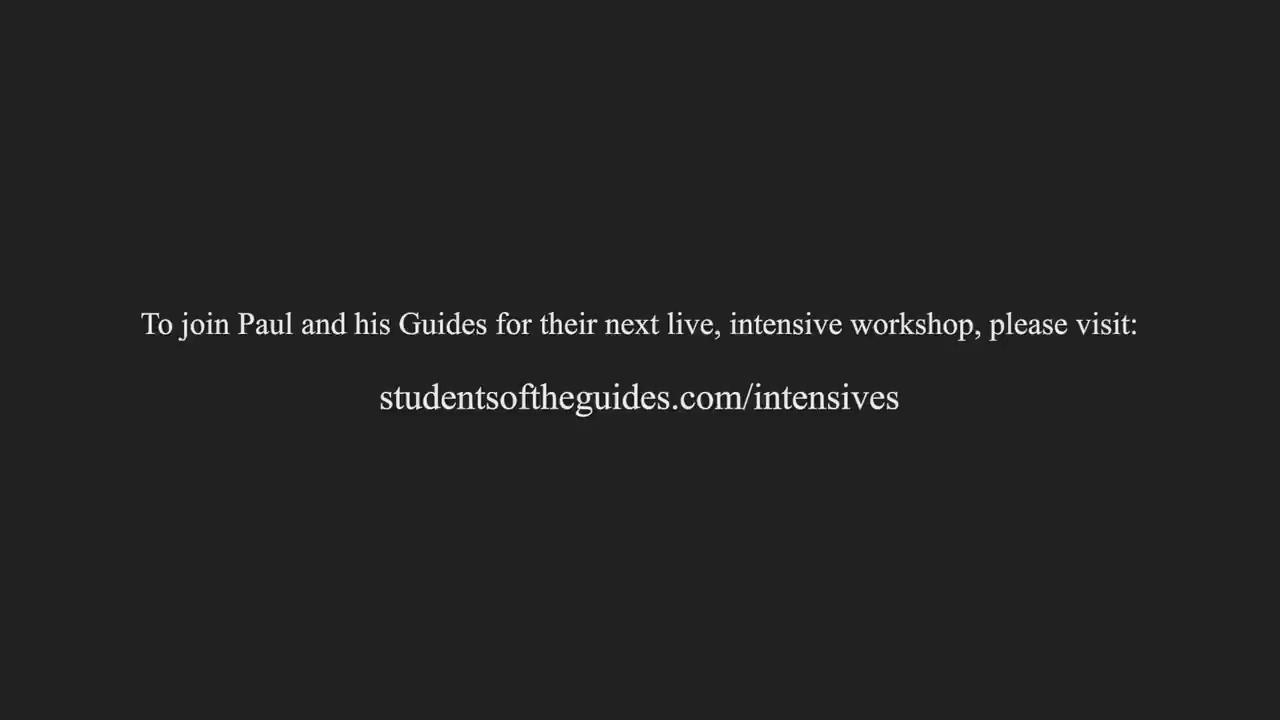 To join Paul and his Guides for their next live, intensive workshop, please visit:
studentsoftheguides.com/intensives